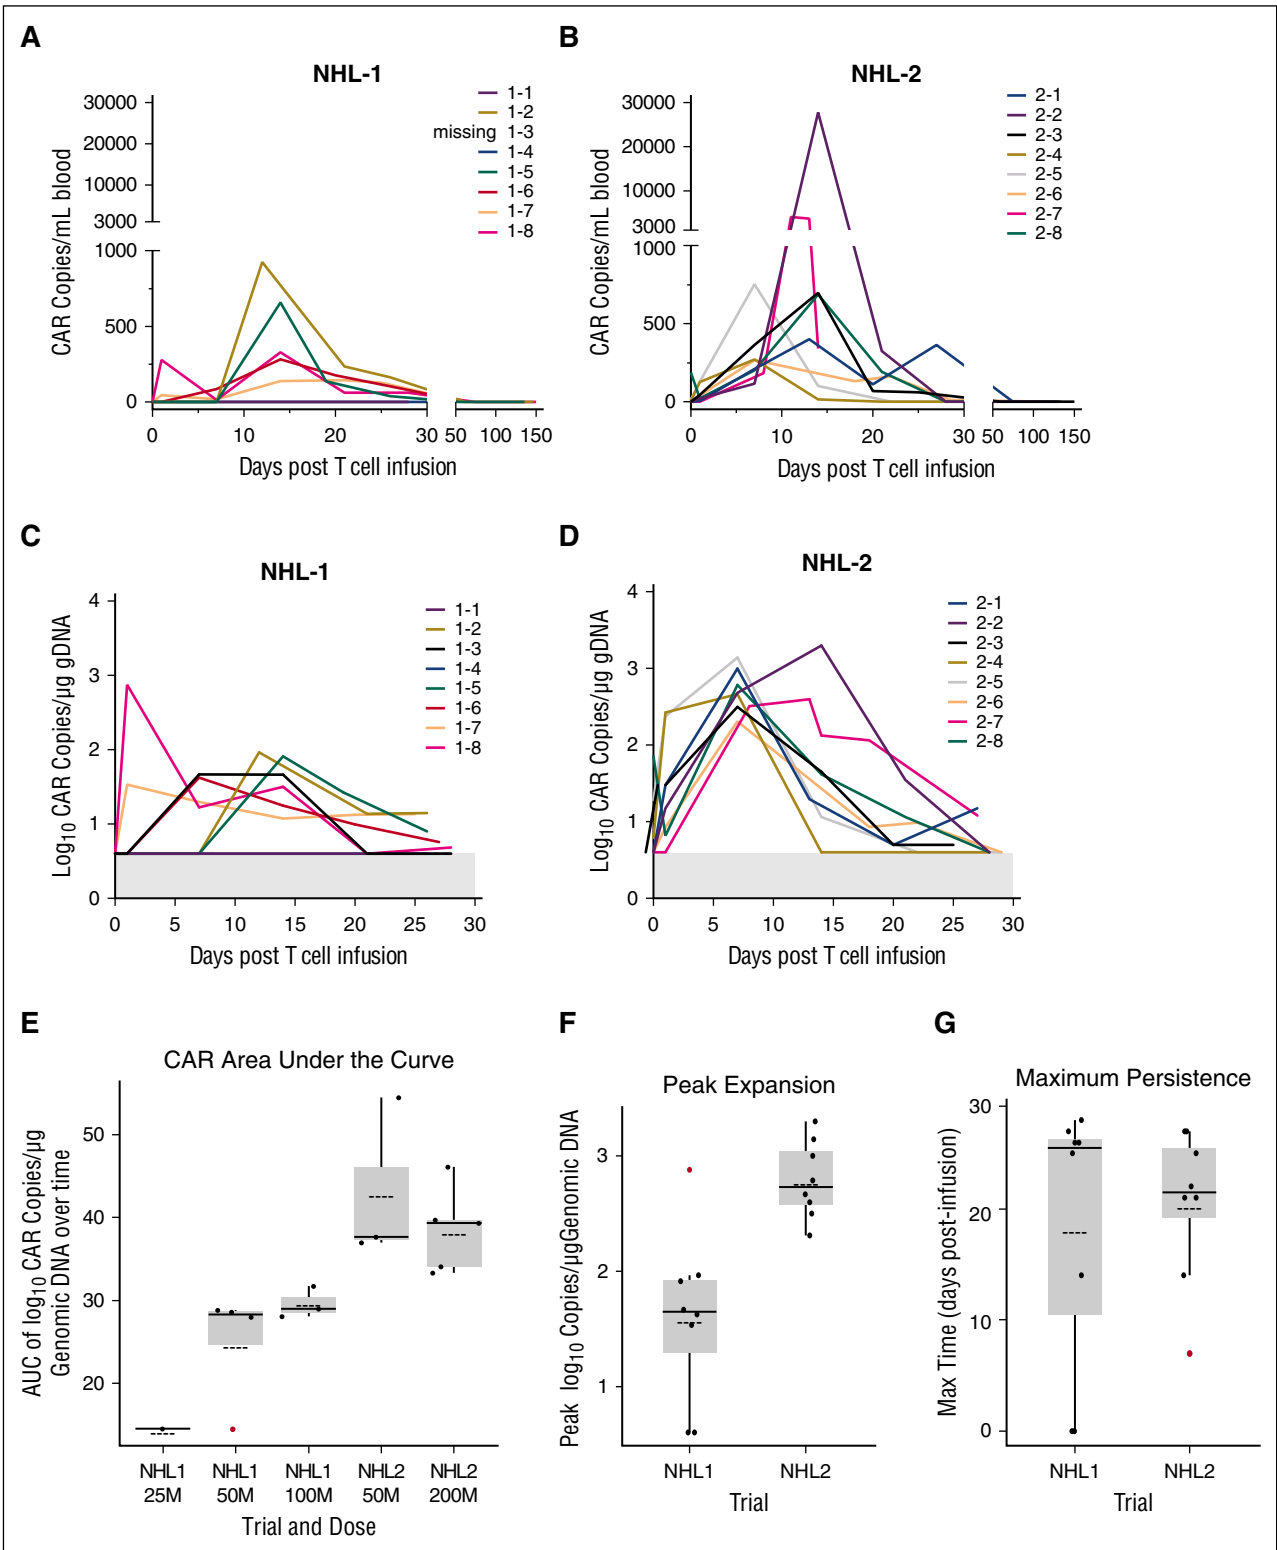 A
NHL-1
CAR Copies/mL blood
30000
20000
10000
3000
1000
500
0
0 10 20 30 50 100 150
Days post T cell infusion
1-1
1-2
missing 1-3
1-4
1-5
1-6
1-7
1-8
B
NHL-2
CAR Copies/mL blood
30000
20000
10000
3000
1000
500
0
0 10 20 30 50 100 150
Days post T cell infusion
2-1
2-2
2-3
2-4
2-5
2-6
2-7
2-8
C
NHL-1
Log10 CAR Copies/µg gDNA
4
3
2
1
0
0 5 10 15 20 25 30
Days post T cell infusion
1-1
1-2
1-3
1-4
1-5
1-6
1-7
1-8
D
NHL-2
Log10 CAR Copies/µg gDNA
4
3
2
1
0
0 5 10 15 20 25 30
Days post T cell infusion
2-1
2-2
2-3
2-4
2-5
2-6
2-7
2-8
E
CAR Area Under the Curve
AUC of log10 CAR Copies/µg
Genomic DNA over time
50
40
30
20
NHL1 NHL1 NHL1 NHL2 NHL2
25M 50M 100M 50M 200M
Trial and Dose
F
Peak Expansion
Peak log10 Copies/µgGenomic DNA
3
2
1
NHL1 NHL2
Trial
G
Maximum Persistence
Max Time (days post-infusion)
30
20
10
0
NHL1 NHL2
Trial